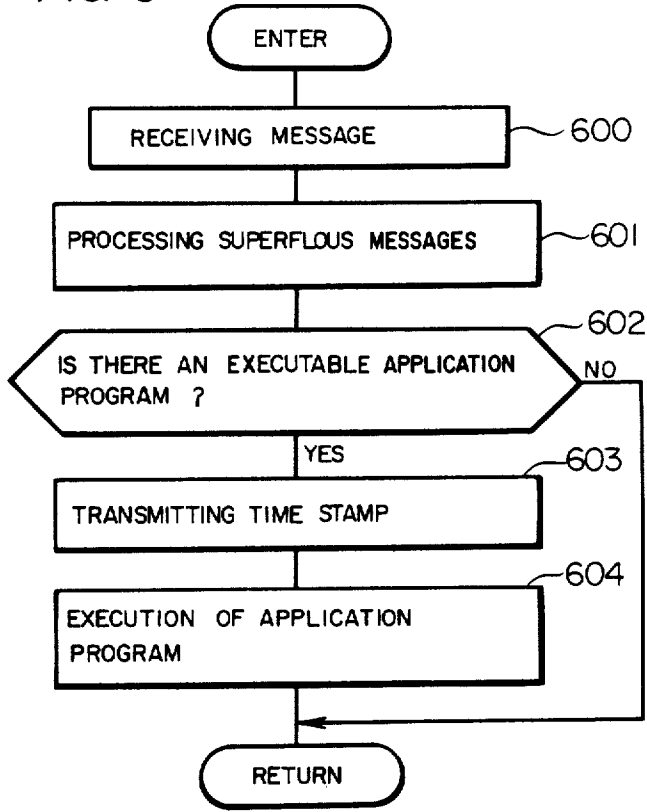 ENTER
RECEIVING MESSAGE
600
PROCESSING SUPERFLOUS MESSAGES
601
602
IS THERE AN EXECUTABLE APPLICATION
PROGRAM ?
NO
YES
603
TRANSMITTING TIME STAMP
604
EXECUTION OF APPLICATION
PROGRAM
RETURN